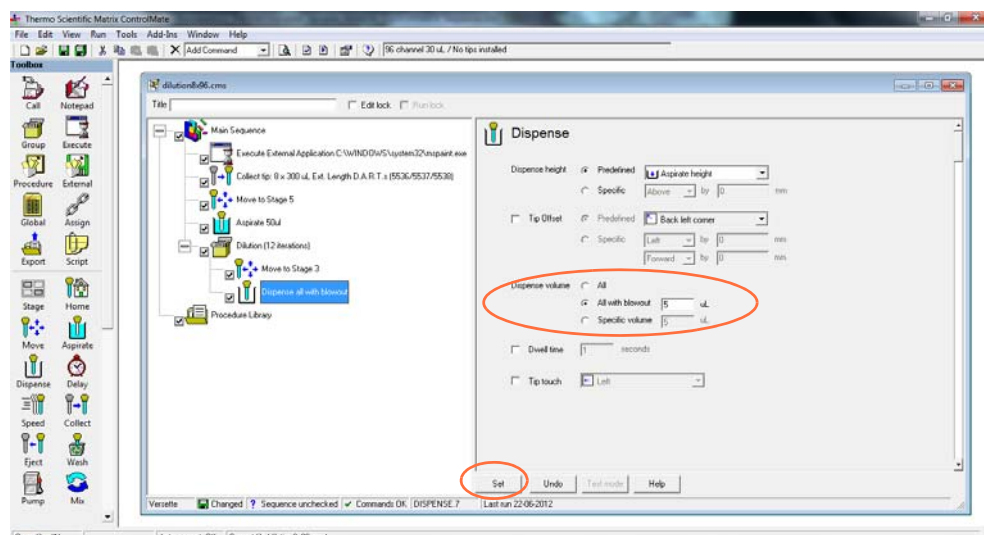 Thermo Scientific Matrix ControlMate
File Edit View Run Tools Add-Ins Window Help
Add Command
96 channel 30 uL / No tips installed
Toolbox
Call Notepad
Group Execute
Procedure External
Global Assign
Export Script
Stage Home
Move Aspirate
Dispense Delay
Speed Collect
Eject Wash
Pump Mix
dilution8x96.cms
Title
Edit lock
Run lock
Main Sequence
Execute External Application C:\WINDOWS\system32\mspaint.exe
Collect tip: 8 x 300 uL Ext. Length D.A.R.T.s (5536/5537/5538)
Move to Stage 5
Aspirate 50ul
Dilution (12 iterations)
Move to Stage 3
Dispense all with blowout
Procedure Library
Dispense
Dispense height Predefined Aspirate height
Specific Above by 0 mm
Tip Offset Predefined Back left corner
Specific Left by 0 mm
Forward by 0 mm
Dispense volume All
All with blowout 5 uL
Specific volume 5 uL
Dwell time 1 seconds
Tip touch Left
Set Undo Test mode Help
Versette Changed ? Sequence unchecked Commands OK DISPENSE.7 Last run 22-06-2012